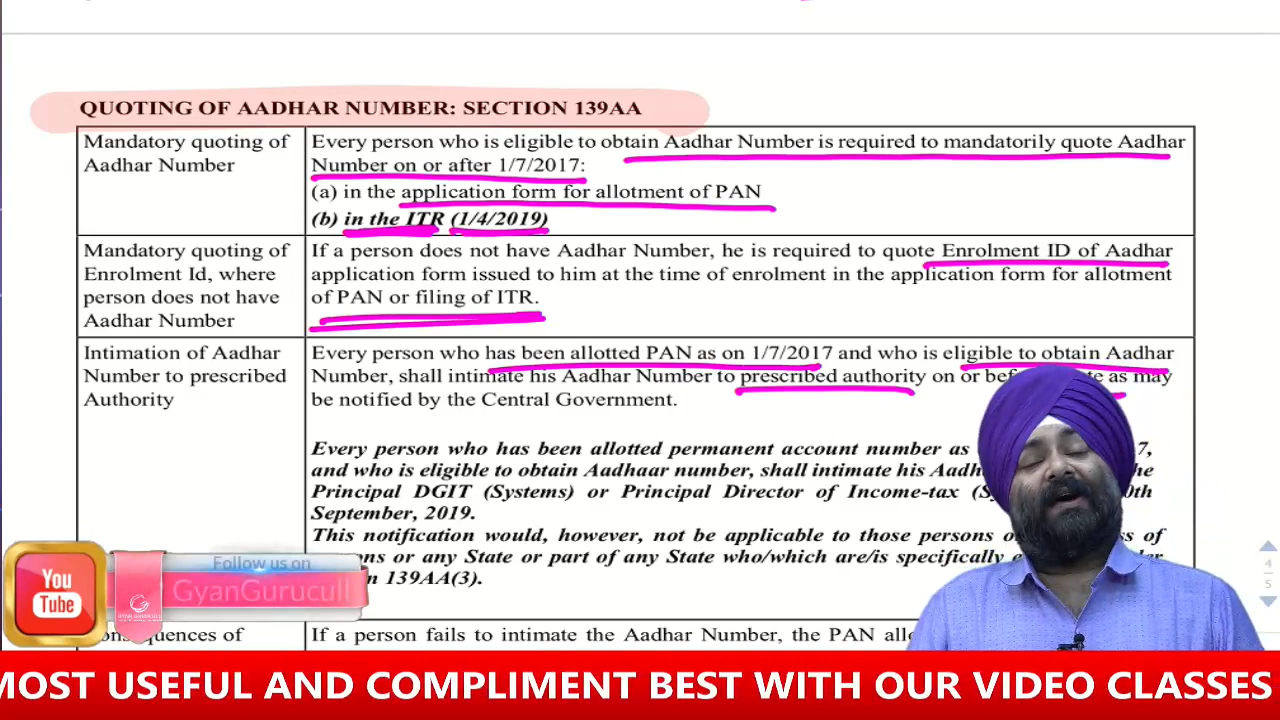 QUOTING OF AADHAR NUMBER: SECTION 139AA
Mandatory quoting of
Aadhar Number
Every person who is eligible to obtain Aadhar Number is required to mandatorily quote Aadhar
Number on or after 1/7/2017:
(a) in the application form for allotment of PAN
(b) in the ITR (1/4/2019)
Mandatory quoting of
Enrolment Id, where
person does not have
Aadhar Number
If a person does not have Aadhar Number, he is required to quote Enrolment ID of Aadhar
application form issued to him at the time of enrolment in the application form for allotment
of PAN or filing of ITR.
Intimation of Aadhar
Number to prescribed
Authority
Every person who has been allotted PAN as on 1/7/2017 and who is eligible to obtain Aadhar
Number, shall intimate his Aadhar Number to prescribed authority on or as may
be notified by the Central Government.
Every person who has been allotted permanent account number as 7,
and who is eligible to obtain Aadhaar number, shall intimate his
Principal DGIT (Systems) or Principal Director of Income-tax
September, 2019.
This notification would, however, not be applicable to those persons of
or any State or part of any State who/which are/is specifically
139AA(3).
of
If a person fails to intimate the Aadhar Number, the PAN
You
Tube
Follow us on
GyanGurucull
MOST USEFUL AND COMPLIMENT BEST WITH OUR VIDEO CLASSES
4
5